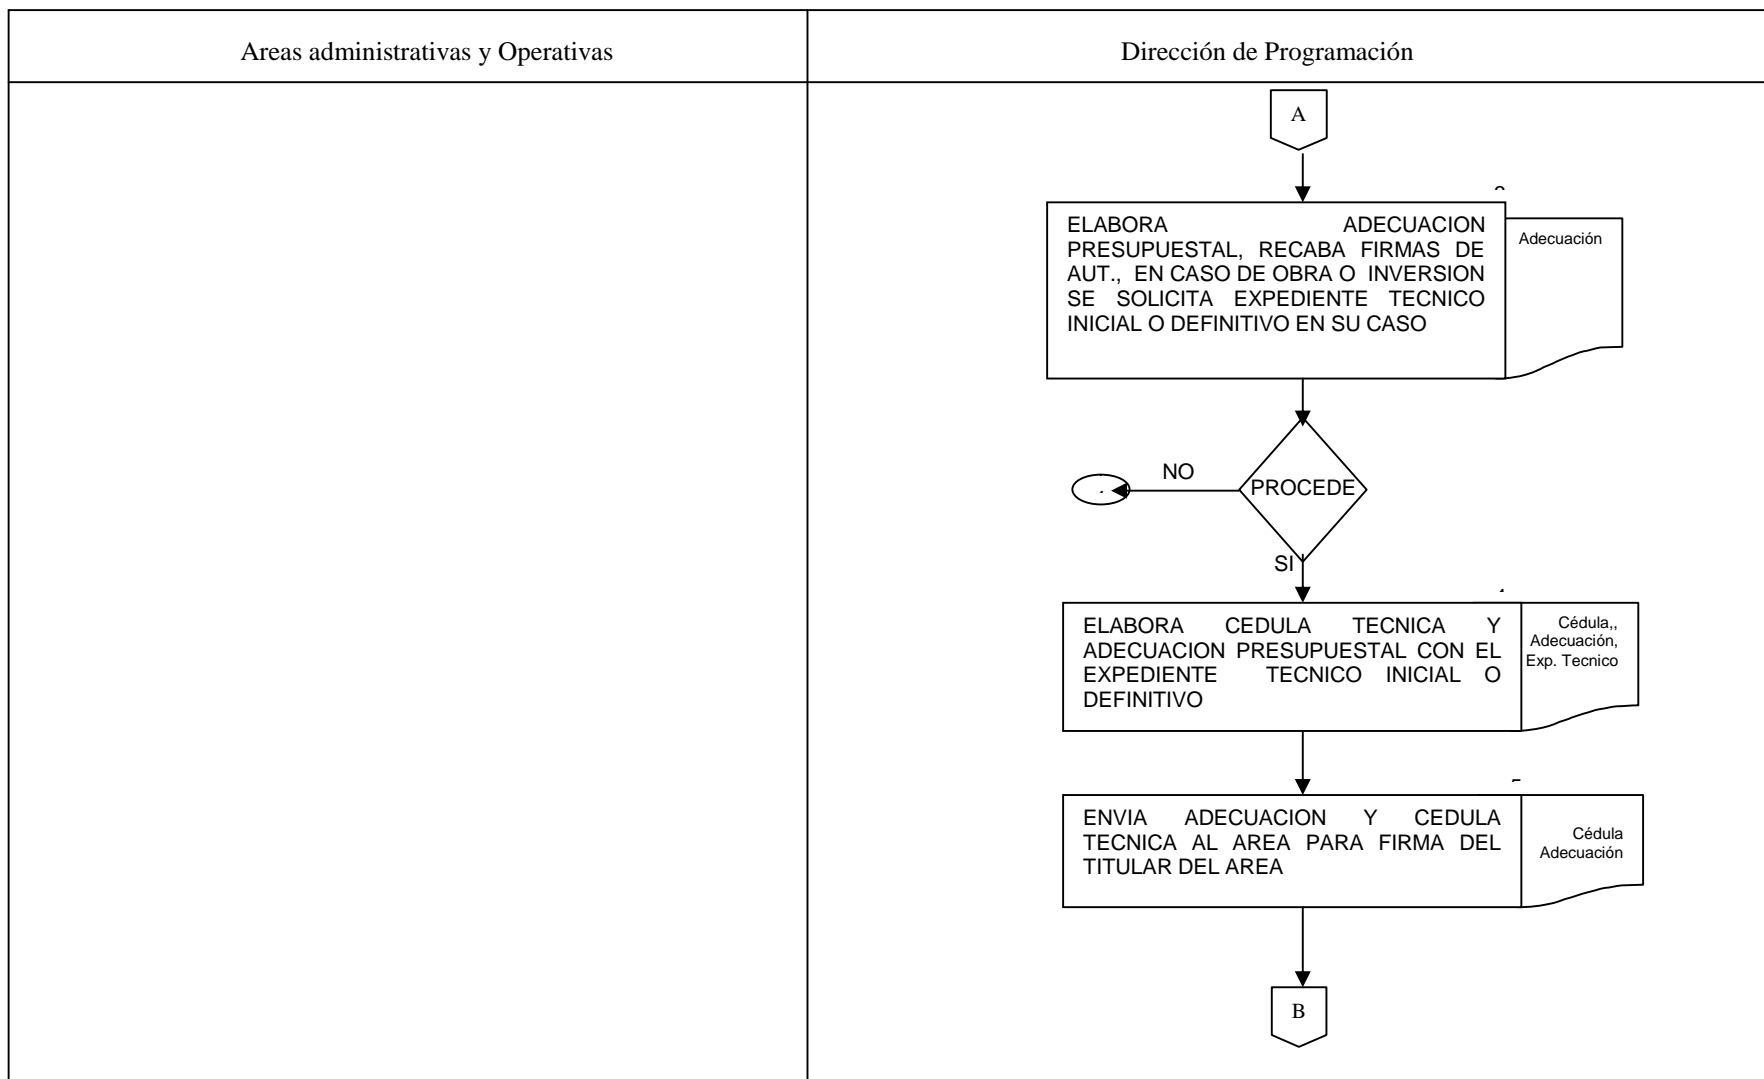 Areas administrativas y Operativas
Dirección de Programación
A
ELABORA ADECUACION
PRESUPUESTAL, RECABA FIRMAS DE
AUT., EN CASO DE OBRA O INVERSION
SE SOLICITA EXPEDIENTE TECNICO
INICIAL O DEFINITIVO EN SU CASO
Adecuación
PROCEDE
NO
SI
ELABORA CEDULA TECNICA Y
ADECUACION PRESUPUESTAL CON EL
EXPEDIENTE TECNICO INICIAL O
DEFINITIVO
Cédula,,
Adecuación,
Exp. Tecnico
ENVIA ADECUACION Y CEDULA
TECNICA AL AREA PARA FIRMA DEL
TITULAR DEL AREA
Cédula
Adecuación
B